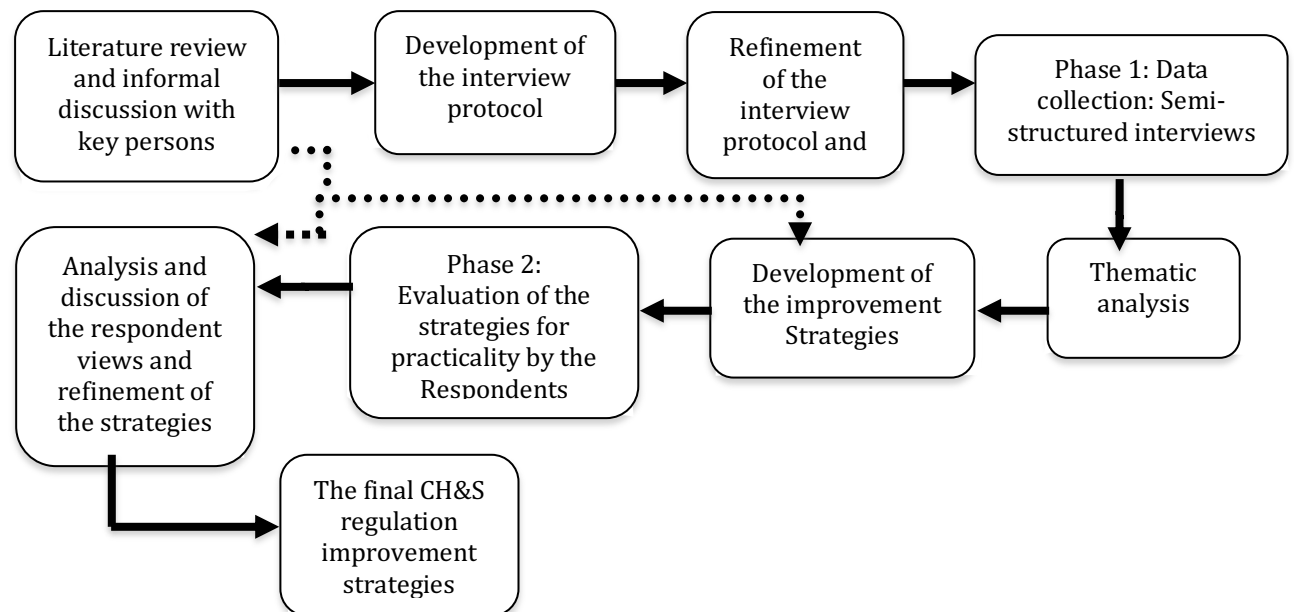 Literature review
and informal
discussion with
key persons
Development of
the interview
protocol
Refinement
of the
interview
protocol and
Phase 1: Data
collection: Semi-
structured interviews
Thematic
analysis
Development of
the improvement
Strategies
Phase 2:
Evaluation of the
strategies for
practicality by the
Respondents
Analysis and
discussion of
the respondent
views and
refinement of
the strategies
The final CH&S
regulation
improvement
strategies